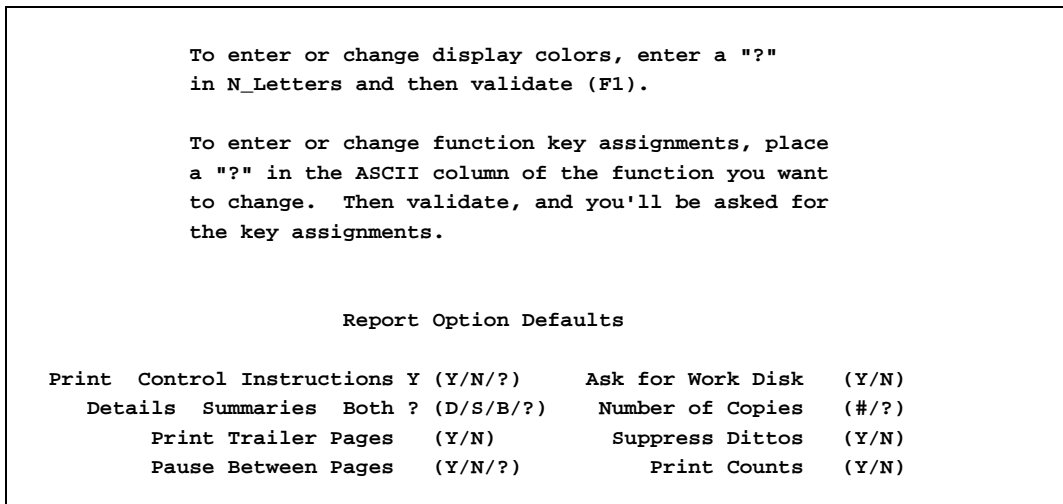 To enter or change display colors, enter a "?"
in N_Letters and then validate (F1).
To enter or change function key assignments, place
a "?" in the ASCII column of the function you want
to change.  Then validate, and you'll be asked for
the key assignments.
Report Option Defaults
Print  Control Instructions Y (Y/N/?)     Ask for Work Disk   (Y/N)
Details  Summaries  Both ? (D/S/B/?)    Number of Copies   (#/?)
Print Trailer Pages   (Y/N)         Suppress Dittos   (Y/N)
Pause Between Pages   (Y/N/?)          Print Counts   (Y/N)